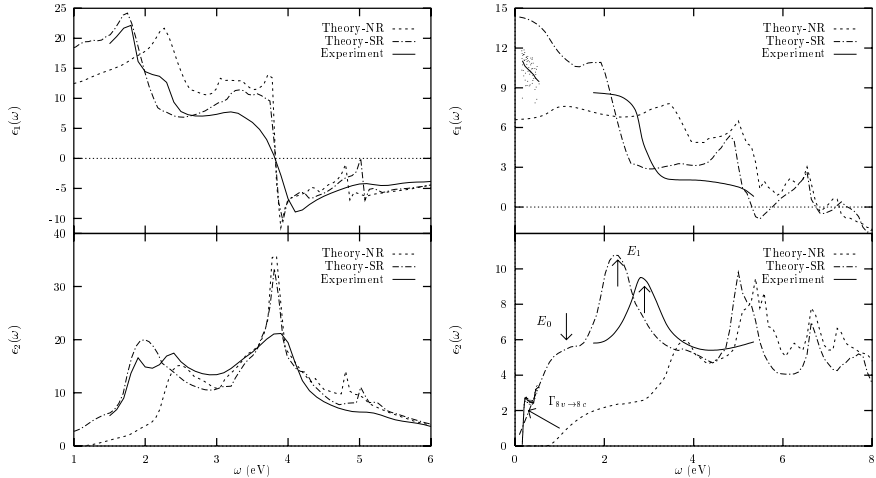 25
20
15
10
5
0
-5
-10
ϵ₁(ω)
Theory-NR
Theory-SR
Experiment
40
30
20
10
0
ϵ₂(ω)
Theory-NR
Theory-SR
Experiment
1 2 3 4 5 6
ω (eV)
15
12
9
6
3
0
ϵ₁(ω)
Theory-NR
Theory-SR
Experiment
10
8
6
4
2
0
ϵ₂(ω)
Theory-NR
Theory-SR
Experiment
E₁
E₀
Γ₈ᵥ→₈c
0 2 4 6 8
ω (eV)